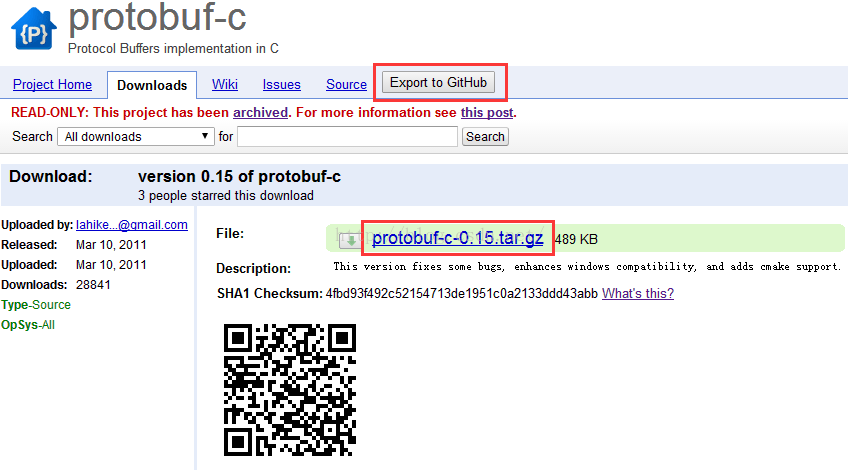 {P}
protobuf-c
Protocol Buffers implementation in C
Project Home Downloads Wiki Issues Source Export to GitHub
READ-ONLY: This project has been archived. For more information see this post.
Search All downloads for Search
Download: version 0.15 of protobuf-c
3 people starred this download
Uploaded by: lahike...@gmail.com
Released: Mar 10, 2011
Uploaded: Mar 10, 2011
Downloads: 28841
Type-Source
OpSys-All
File: protobuf-c-0.15.tar.gz 489 KB
Description: This version fixes some bugs, enhances windows compatibility, and adds cmake support.
SHA1 Checksum: 4fbd93f492c52154713de1951c0a2133ddd43abb What's this?